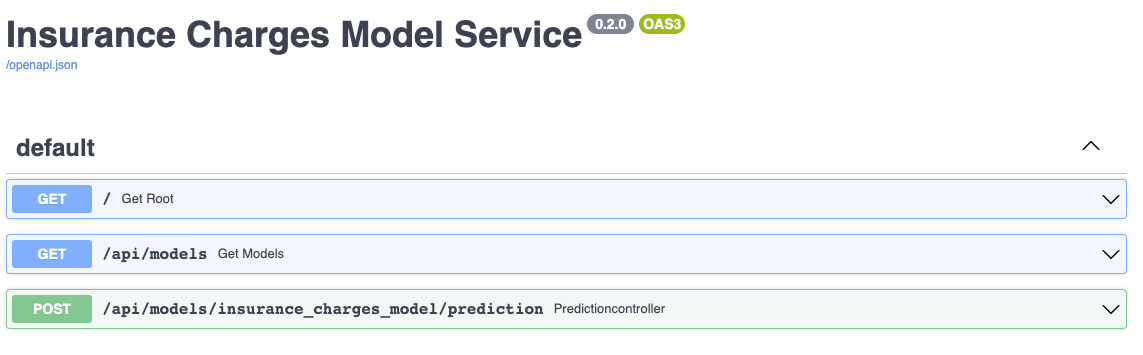 Insurance Charges Model Service 0.2.0 OAS3
/openapi.json
default
GET / Get Root
GET /api/models Get Models
POST /api/models/insurance_charges_model/prediction Predictioncontroller